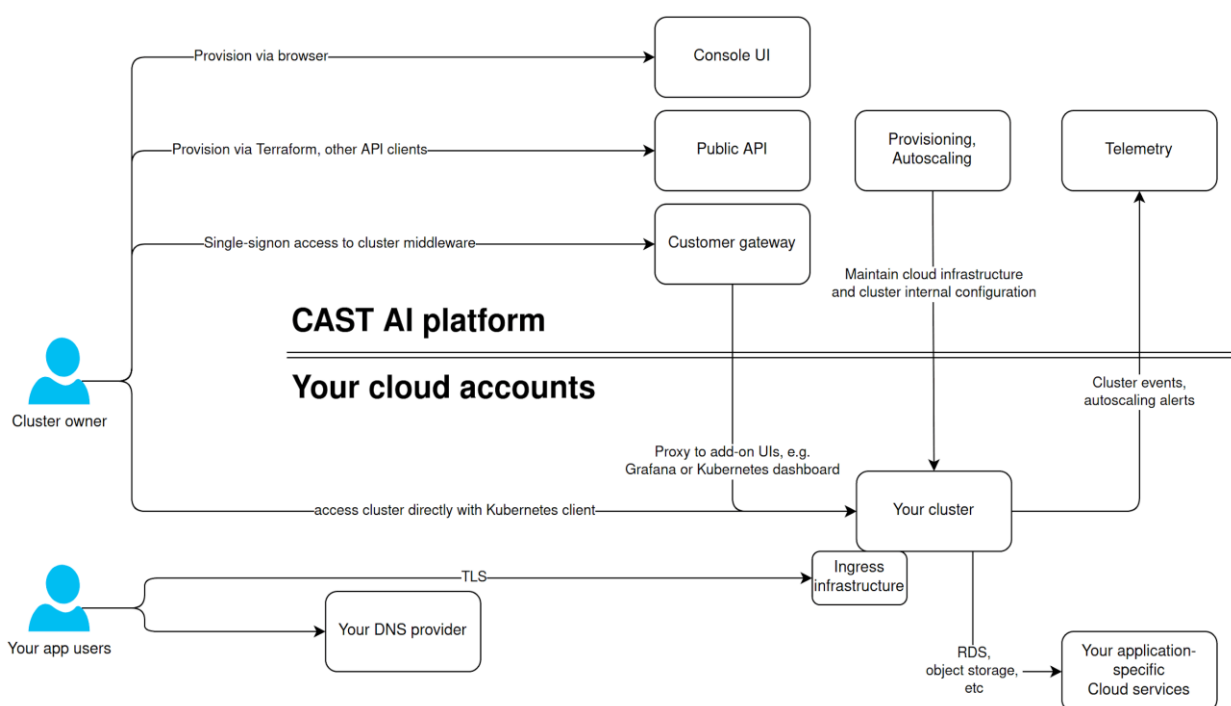 Provision via browser
Console UI
Provision via Terraform, other API clients
Public API
Provisioning,
Autoscaling
Telemetry
Single-signon access to cluster middleware
Customer gateway
Maintain cloud infrastructure
and cluster internal configuration
CAST AI platform
Your cloud accounts
Cluster owner
Cluster events,
autoscaling alerts
Proxy to add-on UIs, e.g.
Grafana or Kubernetes dashboard
access cluster directly with Kubernetes client
Your cluster
Ingress
infrastructure
TLS
Your DNS provider
Your app users
RDS,
object storage,
etc
Your application-
specific
Cloud services